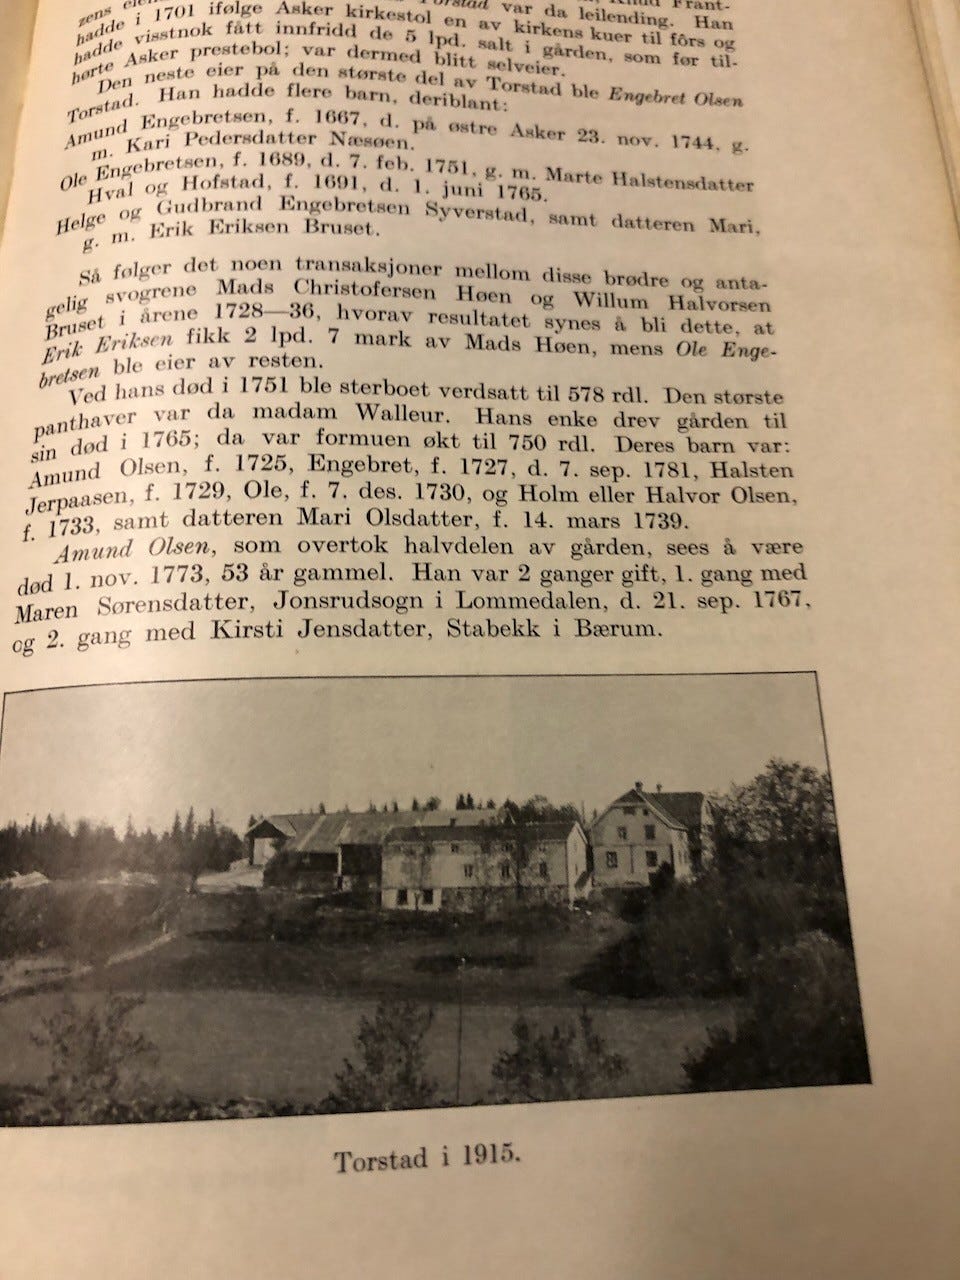 Torstad var da leilending. Han
hadde i 1701 ifølge Asker kirkestol en av kirkens kuer til fôrs og
hadde visstnok fått innfridd de 5 lpd. salt i gården, som før til-
hørte Asker prestebol; var dermed blitt selveier.
Den neste eier på den største del av Torstad ble Engebret Olsen
Torstad. Han hadde flere barn, deriblant:
Amund Engebretsen, f. 1667, d. på østre Asker 23. nov. 1744, g.
m. Kari Pedersdatter Næsøen.
Ole Engebretsen, f. 1689, d. 7. feb. 1751, g. m. Marte Halstensdatter
Hval og Hofstad, f. 1691, d. 1. juni 1765.
Helge og Gudbrand Engebretsen Syverstad, samt datteren Mari,
g. m. Erik Eriksen Bruset.
Så følger det noen transaksjoner mellom disse brødre og anta-
gelig svogrene Mads Christofersen Høen og Willum Halvorsen
Bruset i årene 1728—36, hvorav resultatet synes å bli dette, at
Erik Eriksen fikk 2 lpd. 7 mark av Mads Høen, mens Ole Enge-
bretsen ble eier av resten.
Ved hans død i 1751 ble sterboet verdsatt til 578 rdl. Den største
panthaver var da madam Walleur. Hans enke drev gården til
sin død i 1765; da var formuen økt til 750 rdl. Deres barn var:
Amund Olsen, f. 1725, Engebret, f. 1727, d. 7. sep. 1781, Halsten
Jerpaasen, f. 1729, Ole, f. 7. des. 1730, og Holm eller Halvor Olsen,
f. 1733, samt datteren Mari Olsdatter, f. 14. mars 1739.
Amund Olsen, som overtok halvdelen av gården, sees å være
død 1. nov. 1773, 53 år gammel. Han var 2 ganger gift, 1. gang med
Maren Sørensdatter, Jonsrudsogn i Lommedalen, d. 21. sep. 1767,
og 2. gang med Kirsti Jensdatter, Stabekk i Bærum.
Torstad i 1915.